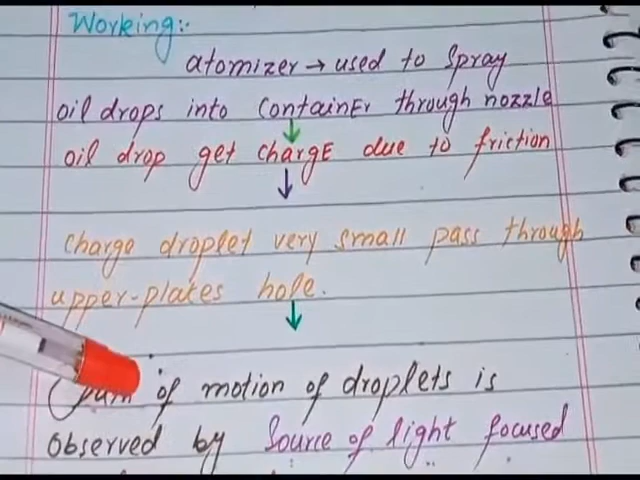 Working:-
atomizer → used to spray
oil drops into container through nozzle
oil drop get charge due to friction
charge droplet very small pass through
upper-plates hole.
of motion of droplets is
observed by source of light focused